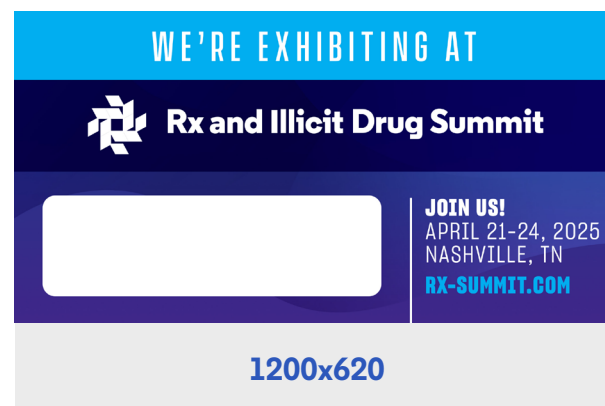 WE'RE EXHIBITING AT
Rx and Illicit Drug Summit
JOIN US!
APRIL 21-24, 2025
NASHVILLE, TN
RX-SUMMIT.COM
1200x620